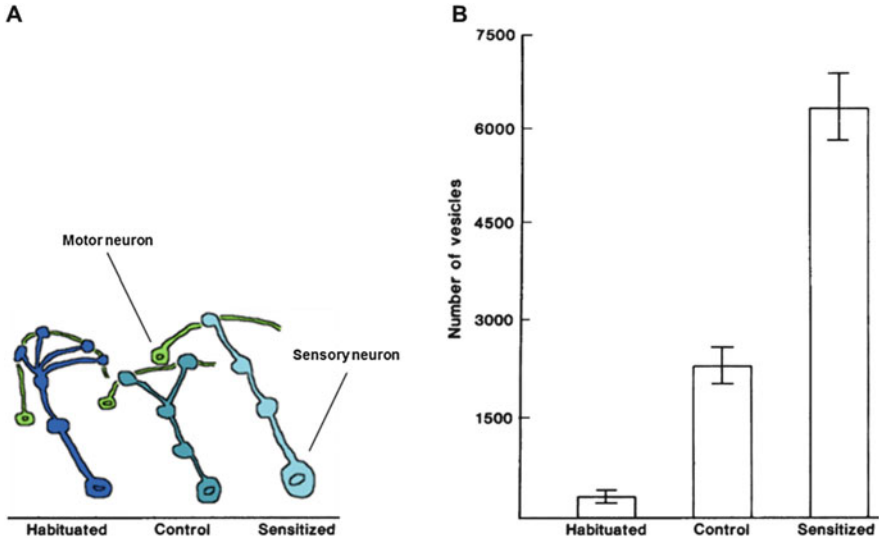 A
Motor neuron
Sensory neuron
Habituated Control Sensitized
B
7500
6000
4500
3000
1500
Number of vesicles
Habituated Control Sensitized